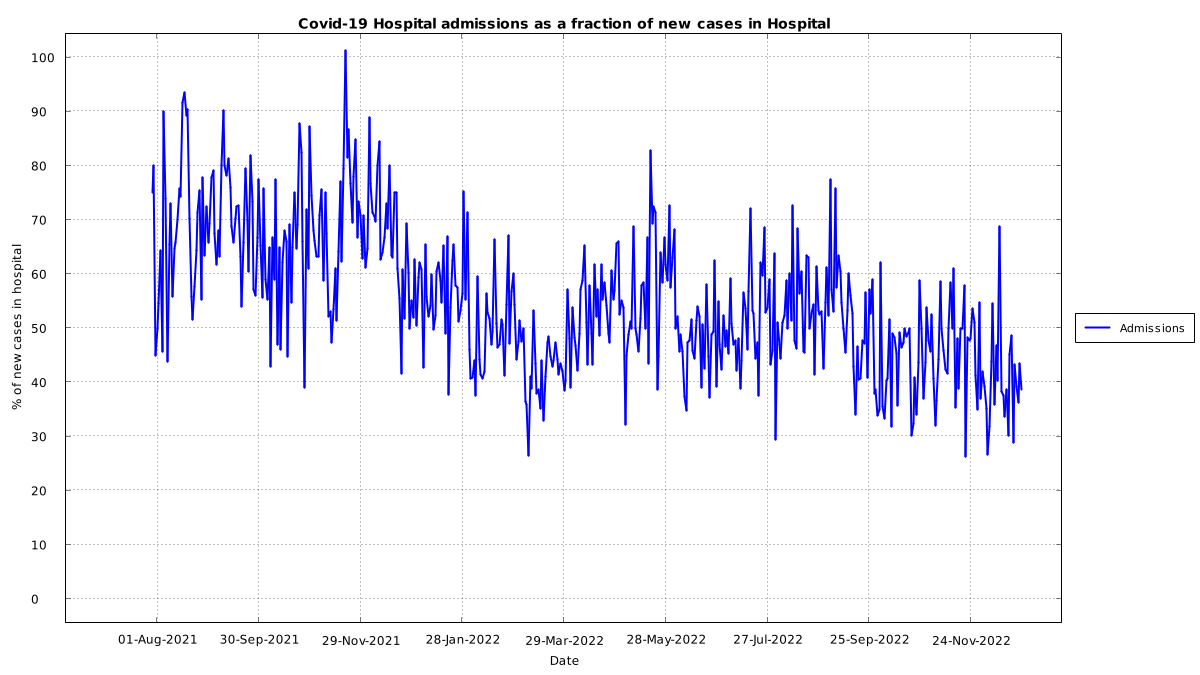 Covid-19 Hospital admissions as a fraction of new cases in Hospital
100
90
80
70
60
50
40
30
20
10
0
% of new cases in hospital
01-Aug-2021 30-Sep-2021 29-Nov-2021 28-Jan-2022 29-Mar-2022 28-May-2022 27-Jul-2022 25-Sep-2022 24-Nov-2022
Date
Admissions